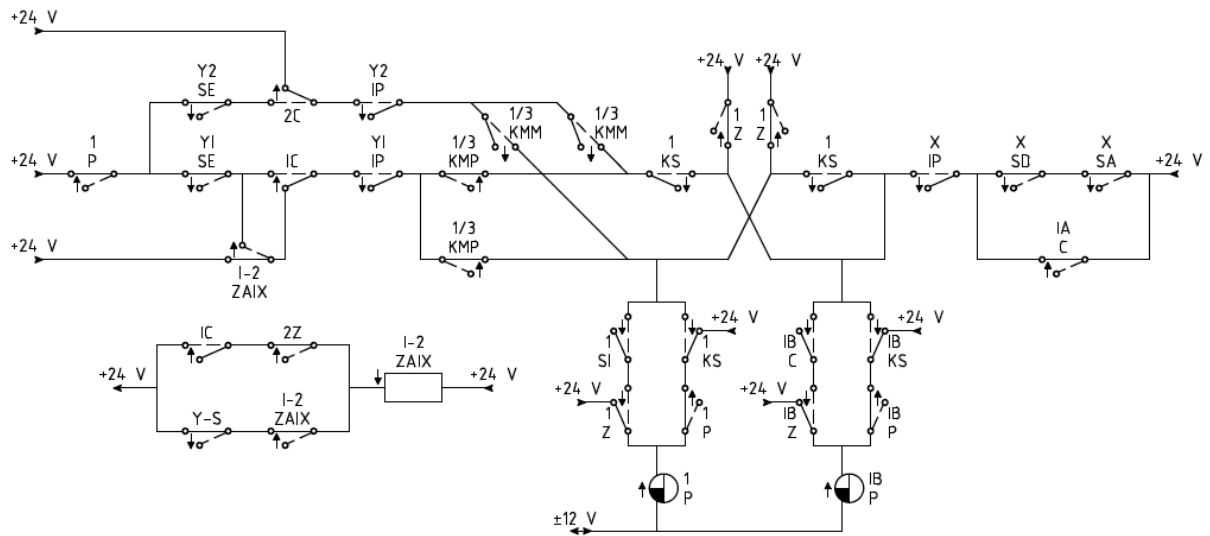 +24 V
+24 V
+24 V
Y2
SE
2C
Y2
IP
1/3
KMM
1/3
KMM
1
Z
1
Z
+24 V
1
P
Y1
SE
IC
Y1
IP
1/3
KMP
1
KS
1
KS
X
IP
X
SD
X
SA
+24 V
+24 V
I-2
ZAIX
1/3
KMP
IA
C
IC
2Z
I-2
ZAIX
+24 V
+24 V
Y-S
I-2
ZAIX
1
SI
+24 V
1
KS
IB
C
+24 V
IB
KS
+24 V
1
Z
1
P
+24 V
IB
Z
IB
P
1
P
IB
P
±12 V